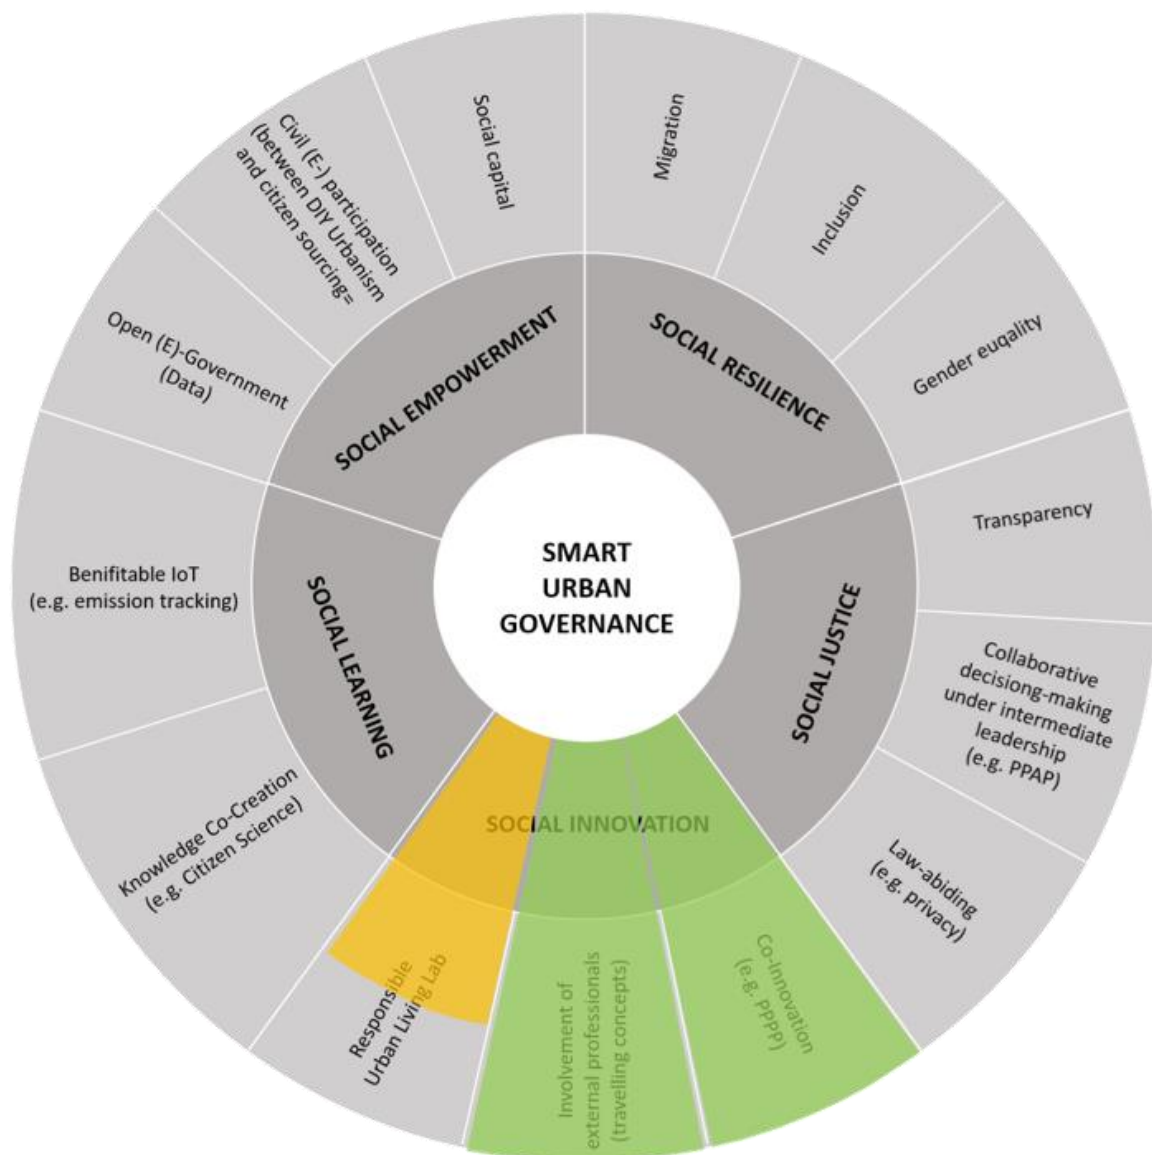 SMART
URBAN
GOVERNANCE
SOCIAL EMPOWERMENT
SOCIAL RESILIENCE
SOCIAL JUSTICE
SOCIAL INNOVATION
SOCIAL LEARNING
Social capital
Migration
Inclusion
Gender euqality
Transparency
Collaborative
decisiong-making
under intermediate
leadership
(e.g. PPAP)
Law-abiding
(e.g. privacy)
Co-Innovation
(e.g. PPPP)
Involvement of
external professionals
(travelling concepts)
Responsible
Urban Living Lab
Knowledge Co-Creation
(e.g. Citizen Science)
Benifitable IoT
(e.g. emission tracking)
Open (E)-Government
(Data)
Civil (E-) participation
(between DIY Urbanism
and citizen sourcing=